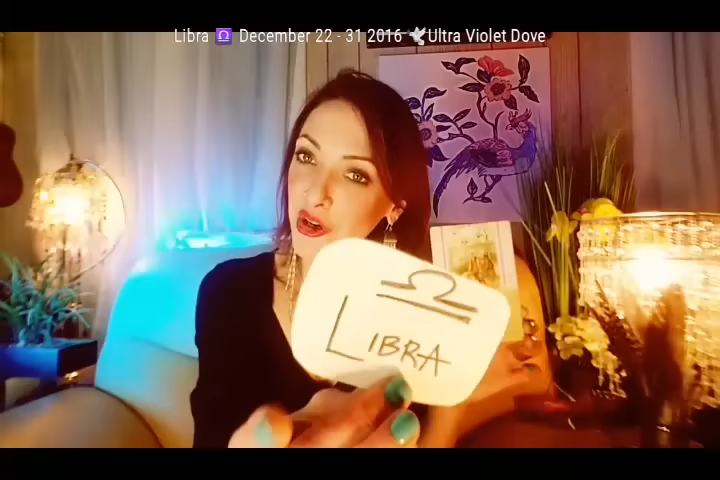 Libra ♎ December 22 - 31 2016 🕊Ultra Violet Dove
♎
LIBRA